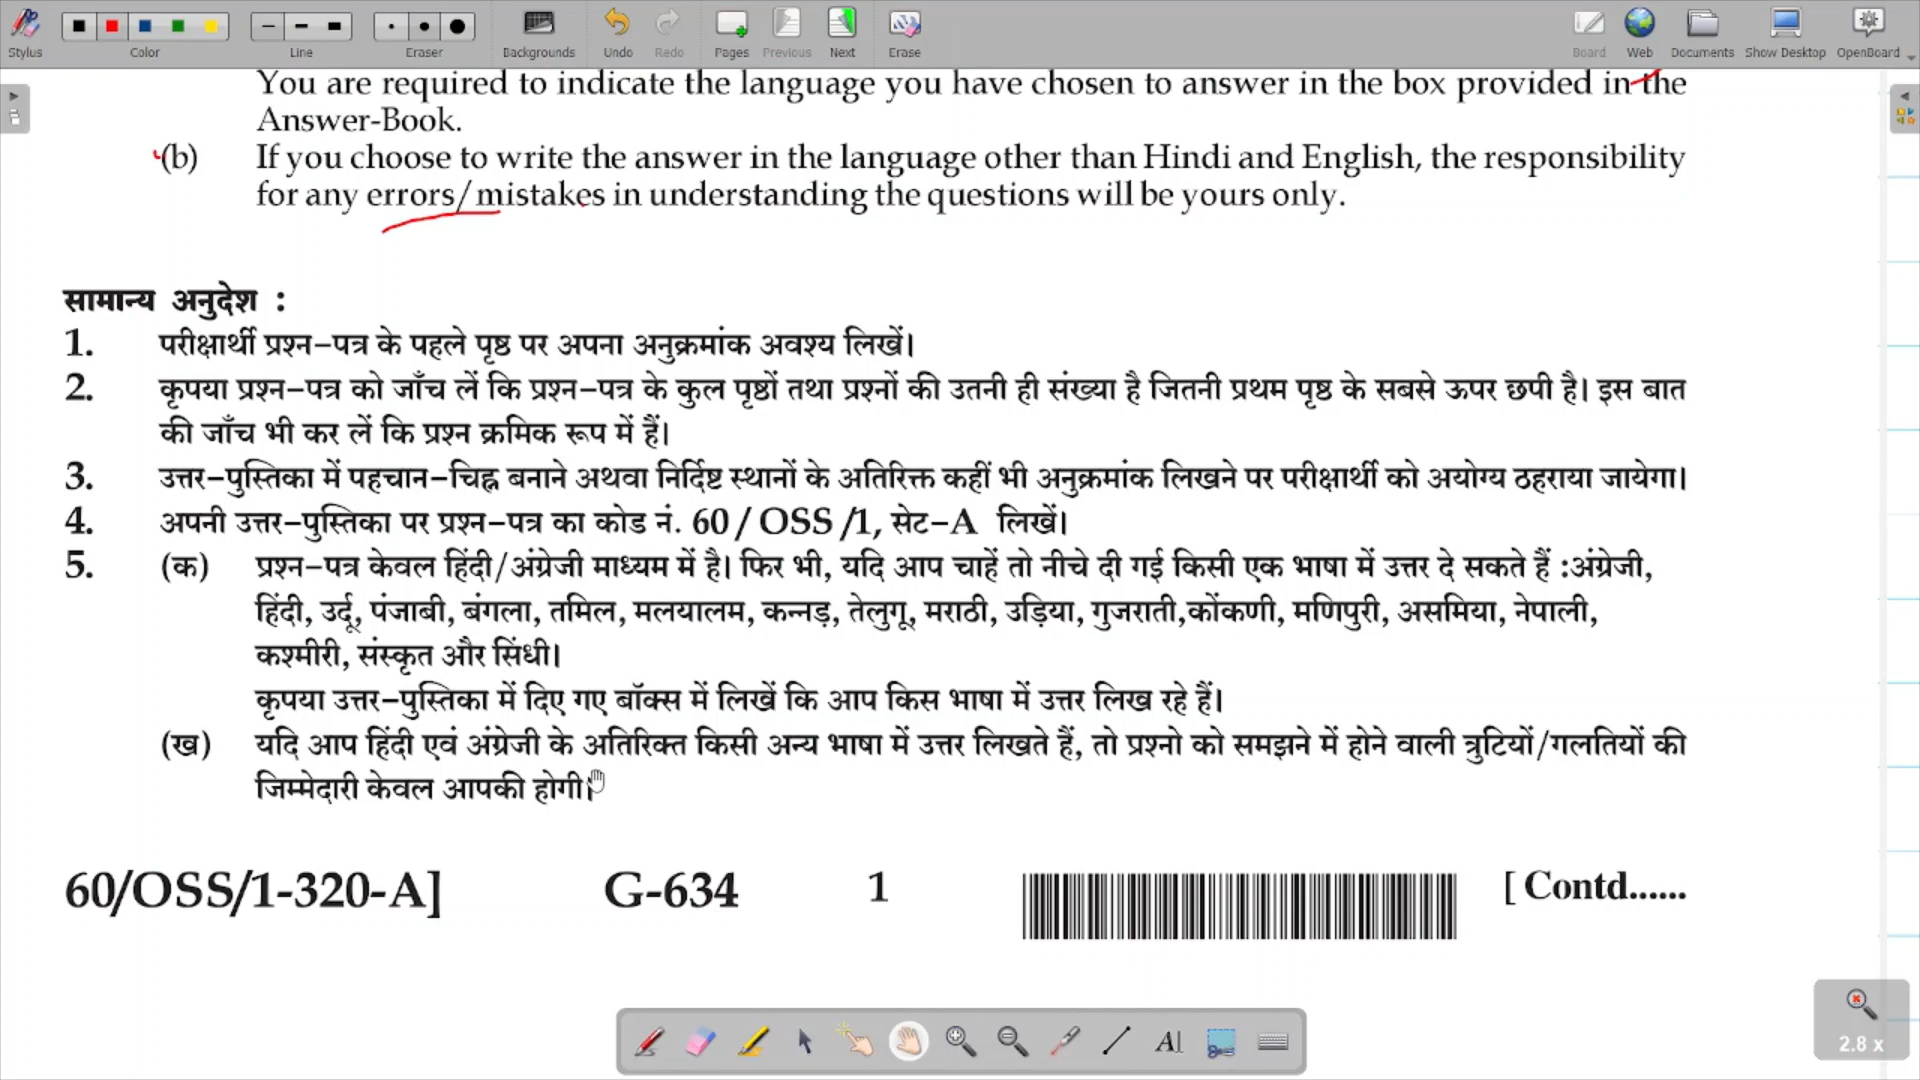 Stylus
Color
Line
Eraser
Backgrounds
Undo
Redo
Pages
Previous
Next
Erase
Board
Web
Documents
Show Desktop
OpenBoard
You are required to indicate the language you have chosen to answer in the box provided in the
Answer-Book.
(b) If you choose to write the answer in the language other than Hindi and English, the responsibility
for any errors/mistakes in understanding the questions will be yours only.
सामान्य अनुदेश :
1. परीक्षार्थी प्रश्न-पत्र के पहले पृष्ठ पर अपना अनुक्रमांक अवश्य लिखें।
2. कृपया प्रश्न-पत्र को जाँच लें कि प्रश्न-पत्र के कुल पृष्ठों तथा प्रश्नों की उतनी ही संख्या है जितनी प्रथम पृष्ठ के सबसे ऊपर छपी है। इस बात
की जाँच भी कर लें कि प्रश्न क्रमिक रूप में हैं।
3. उत्तर-पुस्तिका में पहचान-चिह्न बनाने अथवा निर्दिष्ट स्थानों के अतिरिक्त कहीं भी अनुक्रमांक लिखने पर परीक्षार्थी को अयोग्य ठहराया जायेगा।
4. अपनी उत्तर-पुस्तिका पर प्रश्न-पत्र का कोड नं. 60/OSS/1, सेट-A लिखें।
5. (क) प्रश्न-पत्र केवल हिंदी/अंग्रेजी माध्यम में है। फिर भी, यदि आप चाहें तो नीचे दी गई किसी एक भाषा में उत्तर दे सकते हैं :अंग्रेजी,
हिंदी, उर्दू, पंजाबी, बंगला, तमिल, मलयालम, कन्नड़, तेलुगू, मराठी, उड़िया, गुजराती,कोंकणी, मणिपुरी, असमिया, नेपाली,
कश्मीरी, संस्कृत और सिंधी।
कृपया उत्तर-पुस्तिका में दिए गए बॉक्स में लिखें कि आप किस भाषा में उत्तर लिख रहे हैं।
(ख) यदि आप हिंदी एवं अंग्रेजी के अतिरिक्त किसी अन्य भाषा में उत्तर लिखते हैं, तो प्रश्नो को समझने में होने वाली त्रुटियों/गलतियों की
जिम्मेदारी केवल आपकी होगी।
60/OSS/1-320-A] G-634 1 [ Contd......
2.8 x